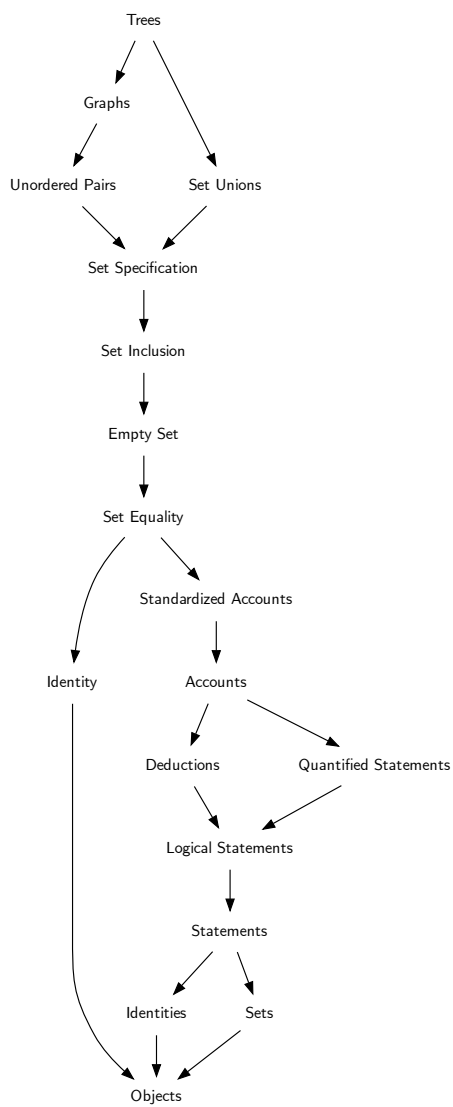 Trees
Graphs
Unordered Pairs
Set Unions
Set Specification
Set Inclusion
Empty Set
Set Equality
Standardized Accounts
Identity
Accounts
Deductions
Quantified Statements
Logical Statements
Statements
Identities
Sets
Objects